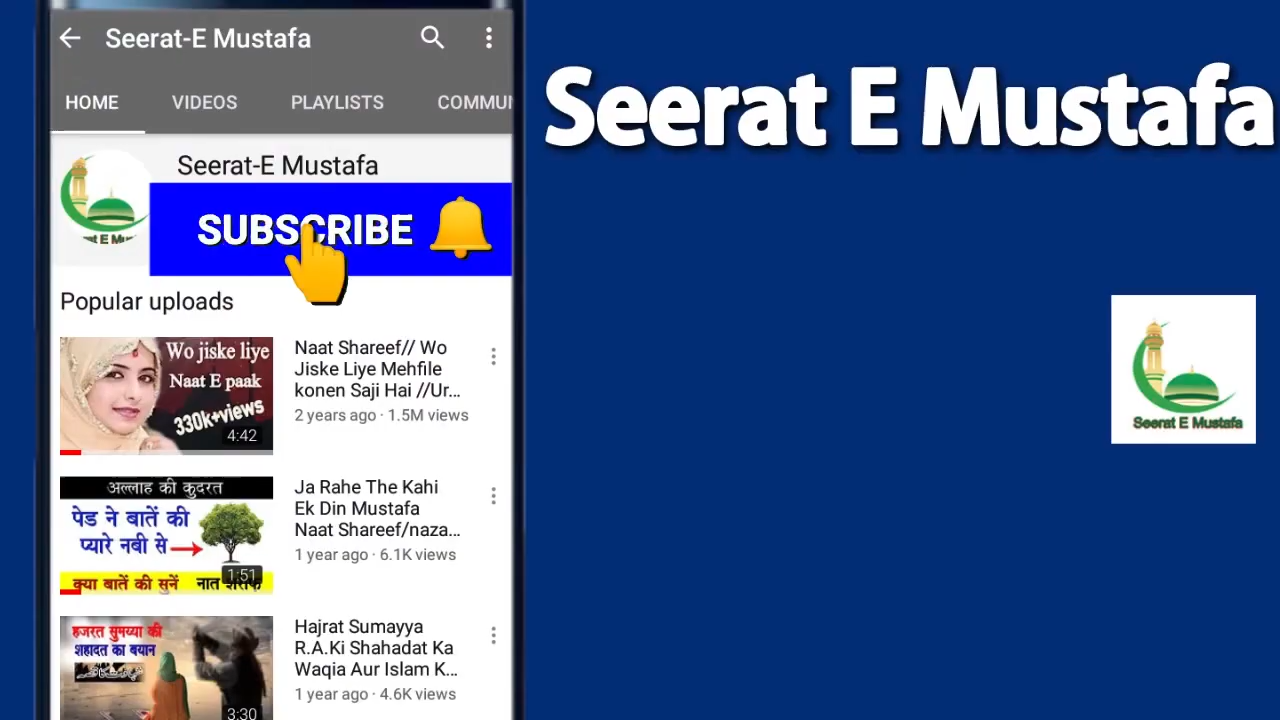 Seerat-E Mustafa
HOME VIDEOS PLAYLISTS COMMUN
Seerat-E Mustafa
SUBSCRIBE
Popular uploads
Wo jiske liye
Naat E paak
330k+views
4:42
Naat Shareef// Wo
Jiske Liye Mehfile
konen Saji Hai //Ur...
2 years ago · 1.5M views
अल्लाह की कुदरत
पेड ने बातें की
प्यारे नबी से
क्या बातें की सुनें नात शरीफ
1:51
Ja Rahe The Kahi
Ek Din Mustafa
Naat Shareef/naza...
1 year ago · 6.1K views
हजरत सुमय्या की
शहादत का बयान
3:30
Hajrat Sumayya
R.A.Ki Shahadat Ka
Waqia Aur Islam K...
1 year ago · 4.6K views
Seerat E Mustafa
Seerat E Mustafa